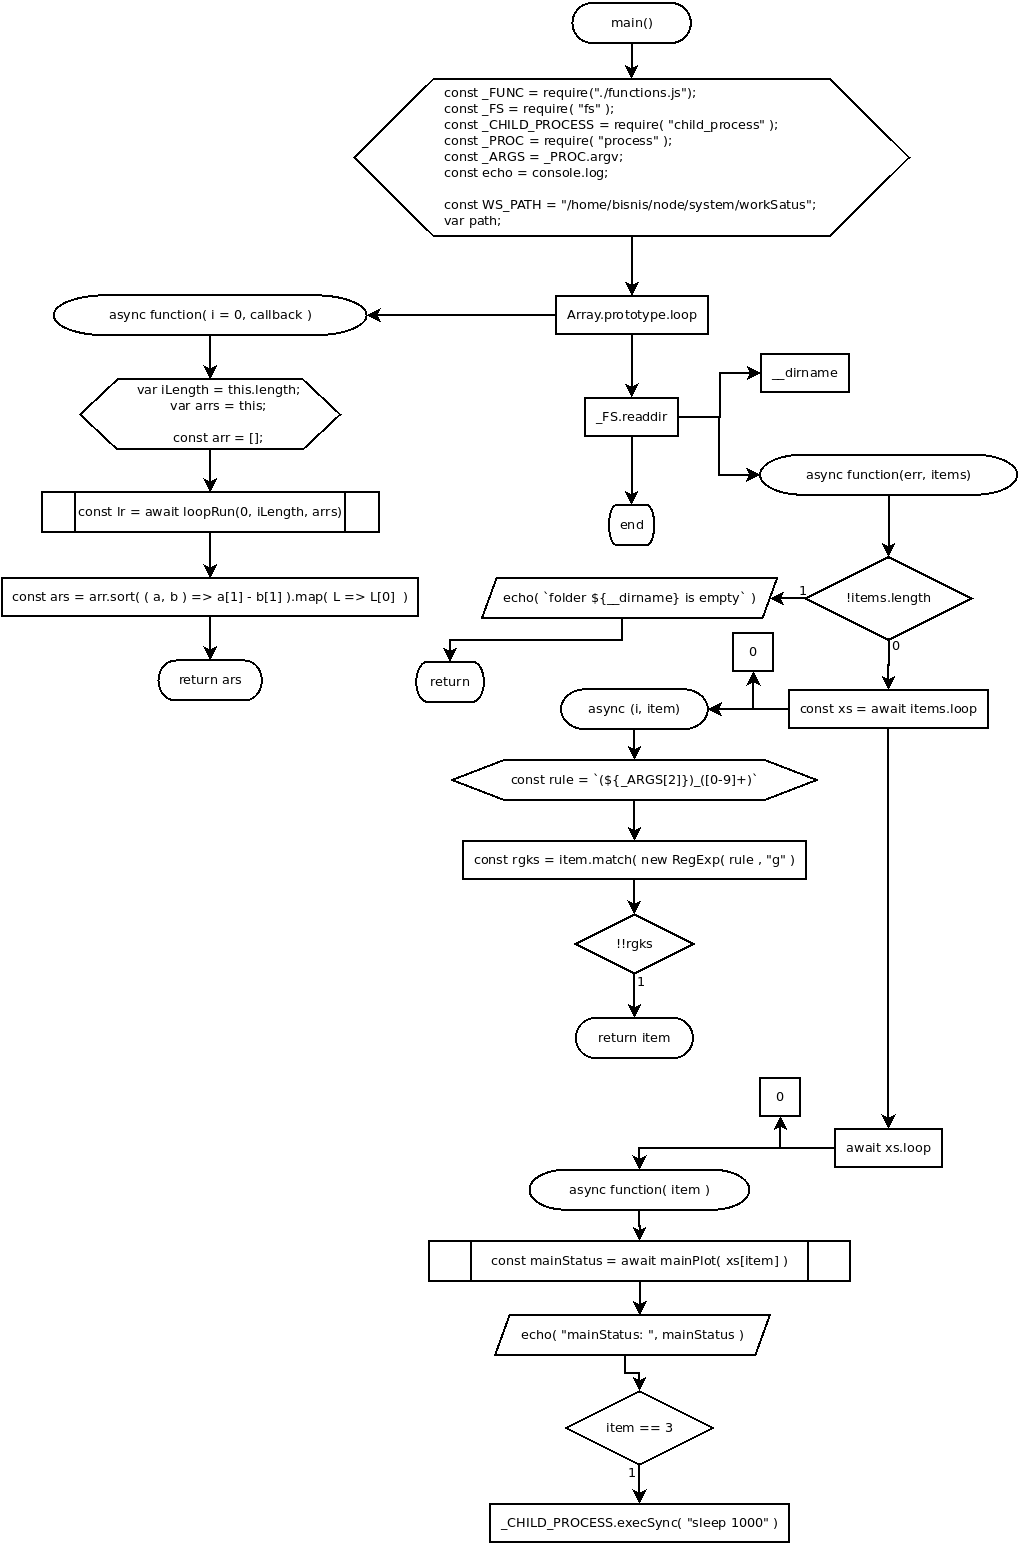 main()
const _FUNC = require("./functions.js");
const _FS = require( "fs" );
const _CHILD_PROCESS = require( "child_process" );
const _PROC = require( "process" );
const _ARGS = _PROC.argv;
const echo = console.log;
const WS_PATH = "/home/bisnis/node/system/workSatus";
var path;
Array.prototype.loop
async function( i = 0, callback )
var iLength = this.length;
var arrs = this;
const arr = [];
const lr = await loopRun(0, iLength, arrs)
const ars = arr.sort( ( a, b ) => a[1] - b[1] ).map( L => L[0]  )
return ars
_FS.readdir
__dirname
end
async function(err, items)
!items.length
1
echo( `folder ${__dirname} is empty` )
return
0
const xs = await items.loop
0
async (i, item)
const rule = `(${_ARGS[2]})_([0-9]+)`
const rgks = item.match( new RegExp( rule , "g" )
!!rgks
1
return item
await xs.loop
0
async function( item )
const mainStatus = await mainPlot( xs[item] )
echo( "mainStatus: ", mainStatus )
item == 3
1
_CHILD_PROCESS.execSync( "sleep 1000" )